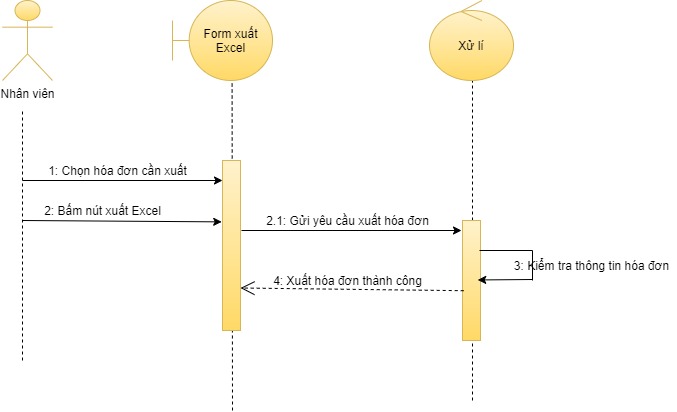 Form xuất
Excel
Xử lí
Nhân viên
1: Chọn hóa đơn cần xuất
2: Bấm nút xuất Excel
2.1: Gửi yêu cầu xuất hóa đơn
3: Kiểm tra thông tin hóa đơn
4: Xuất hóa đơn thành công